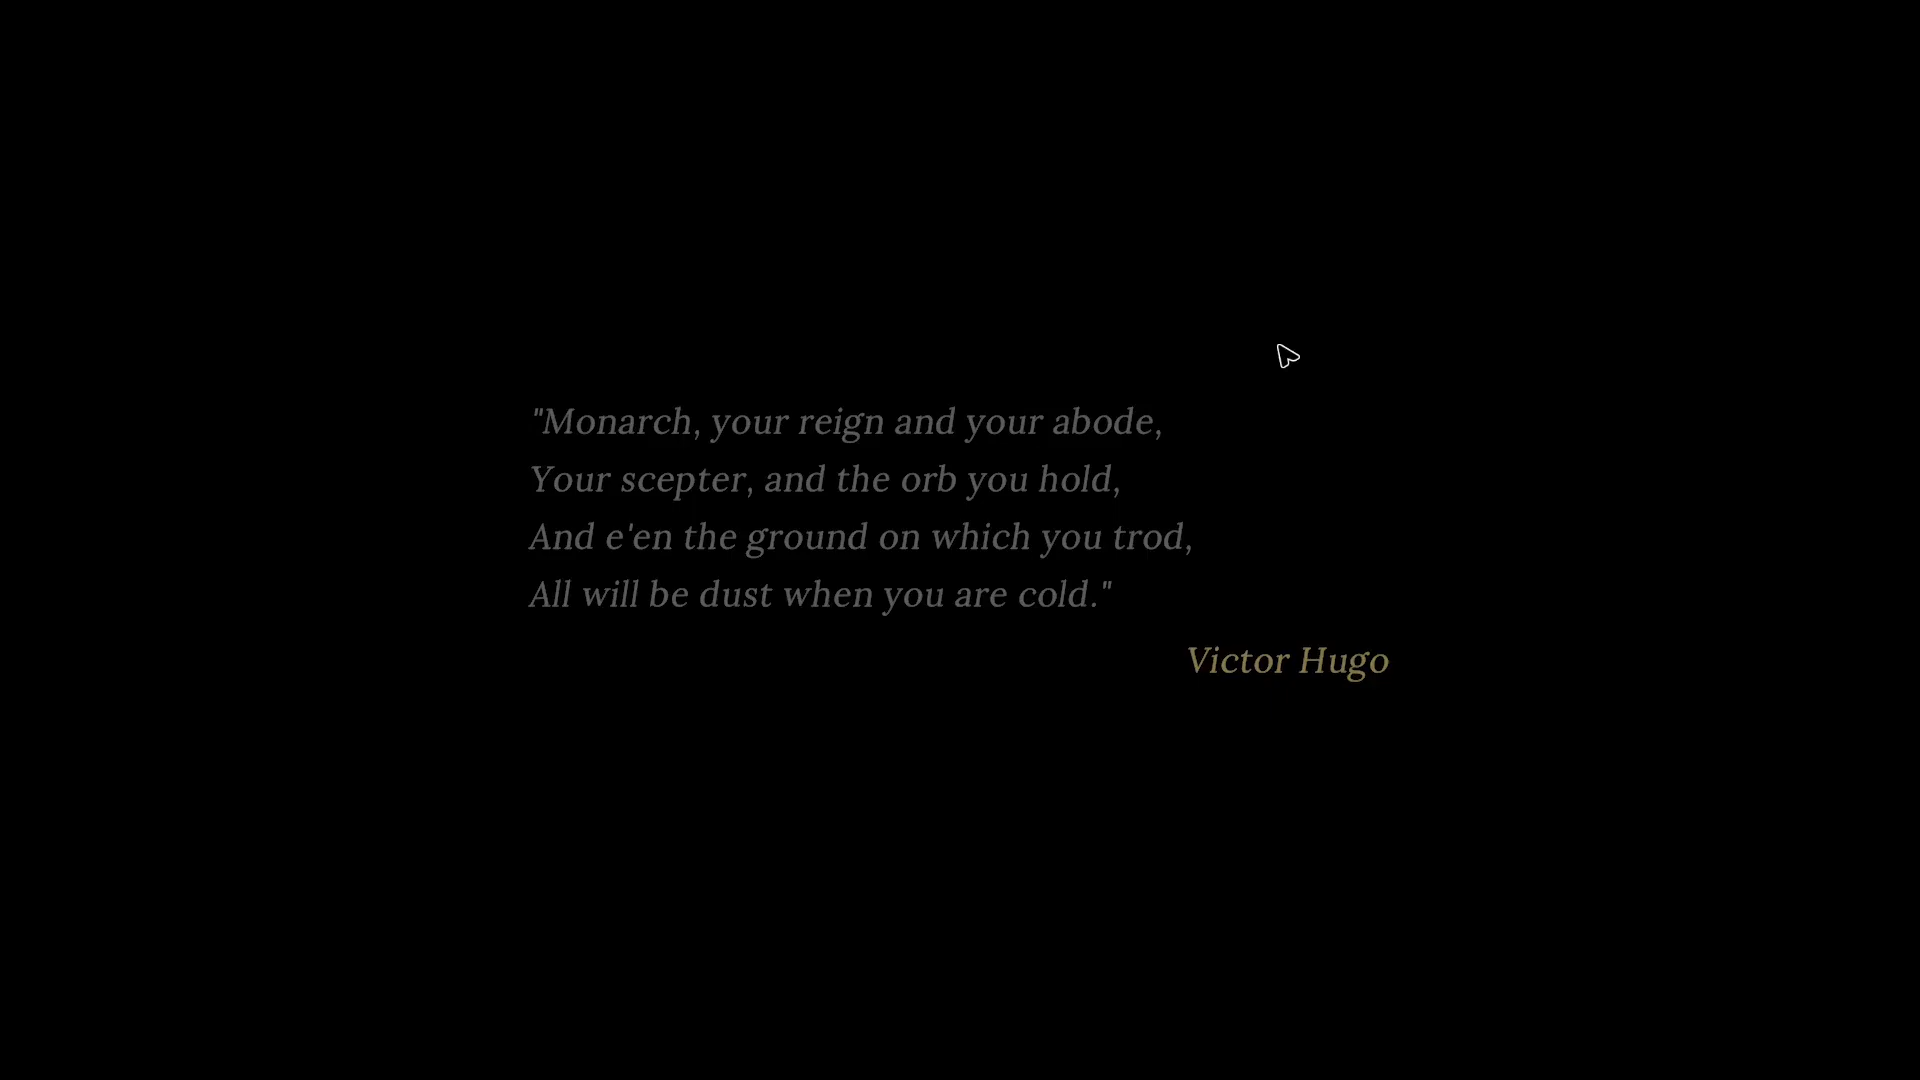 "Monarch, your reign and your abode,
Your scepter, and the orb you hold,
And e'en the ground on which you trod,
All will be dust when you are cold."
Victor Hugo